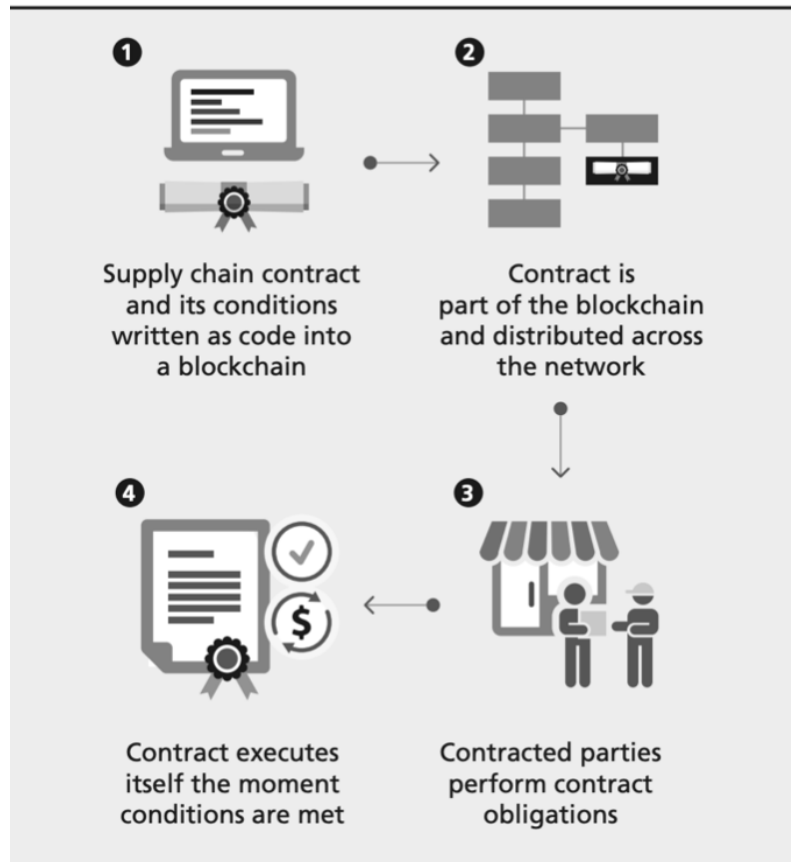 1
Supply chain contract
and its conditions
written as code into
a blockchain
2
Contract is
part of the blockchain
and distributed across
the network
3
Contracted parties
perform contract
obligations
4
$
Contract executes
itself the moment
conditions are met